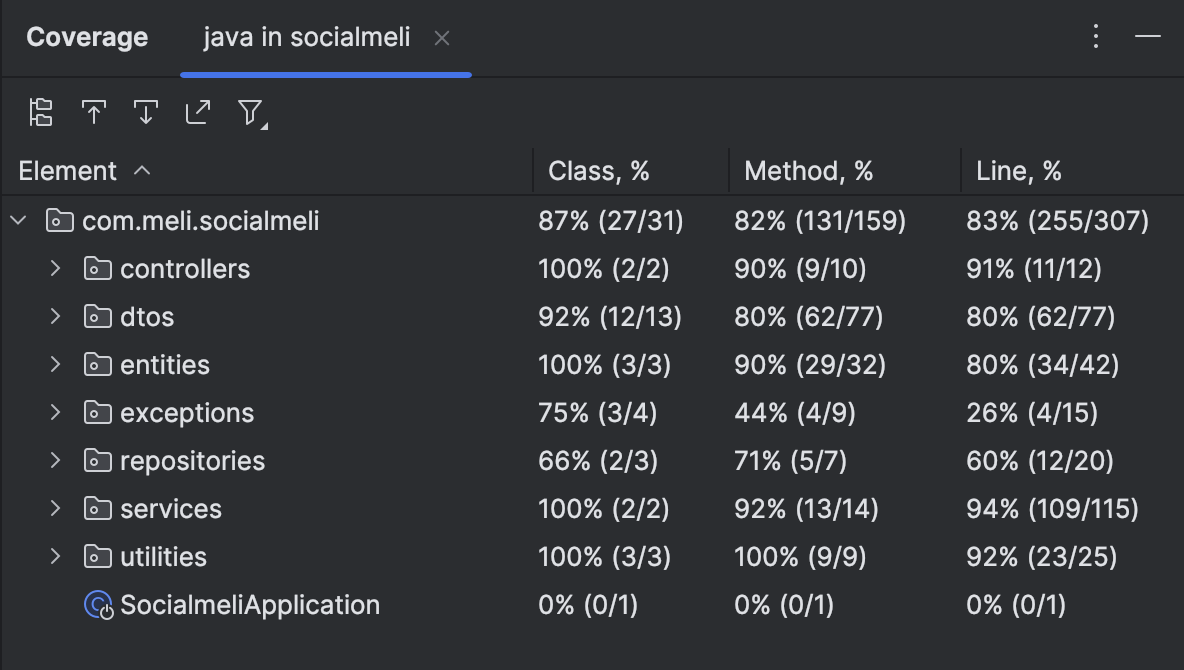 Coverage java in socialmeli
Element Class, % Method, % Line, %
com.meli.socialmeli 87% (27/31) 82% (131/159) 83% (255/307)
controllers 100% (2/2) 90% (9/10) 91% (11/12)
dtos 92% (12/13) 80% (62/77) 80% (62/77)
entities 100% (3/3) 90% (29/32) 80% (34/42)
exceptions 75% (3/4) 44% (4/9) 26% (4/15)
repositories 66% (2/3) 71% (5/7) 60% (12/20)
services 100% (2/2) 92% (13/14) 94% (109/115)
utilities 100% (3/3) 100% (9/9) 92% (23/25)
SocialmeliApplication 0% (0/1) 0% (0/1) 0% (0/1)